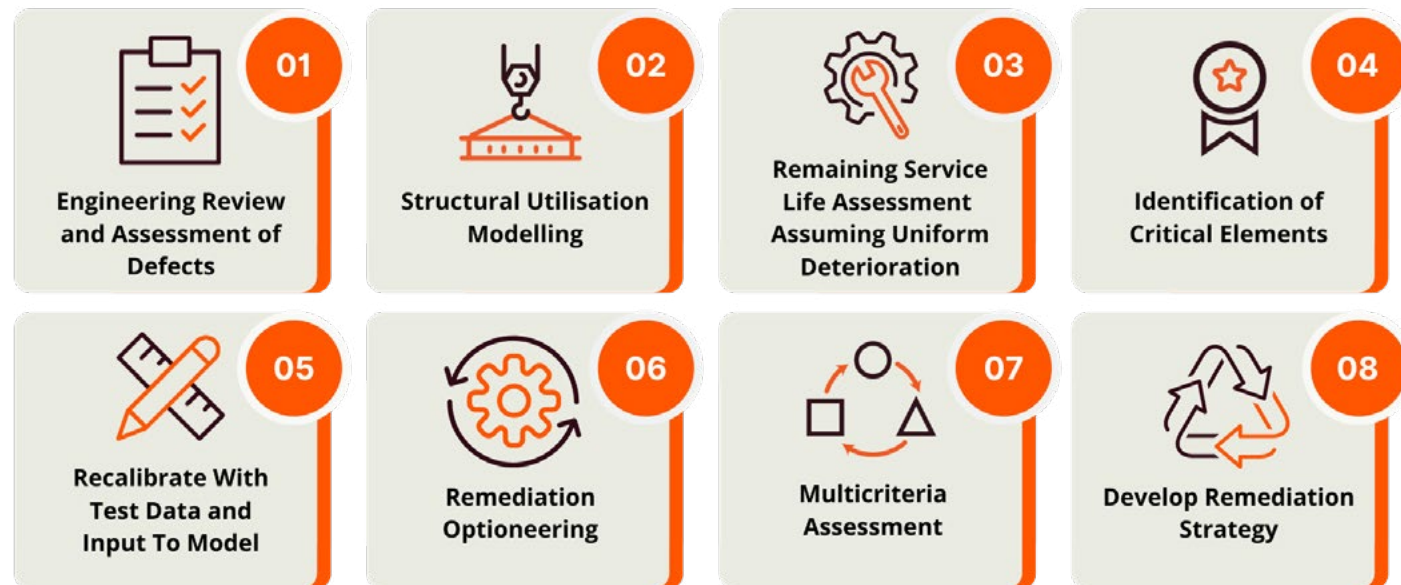 01
Engineering Review
and Assessment of
Defects
02
Structural Utilisation
Modelling
03
Remaining Service
Life Assessment
Assuming Uniform
Deterioration
04
Identification of
Critical Elements
05
Recalibrate With
Test Data and
Input To Model
06
Remediation
Optioneering
07
Multicriteria
Assessment
08
Develop Remediation
Strategy